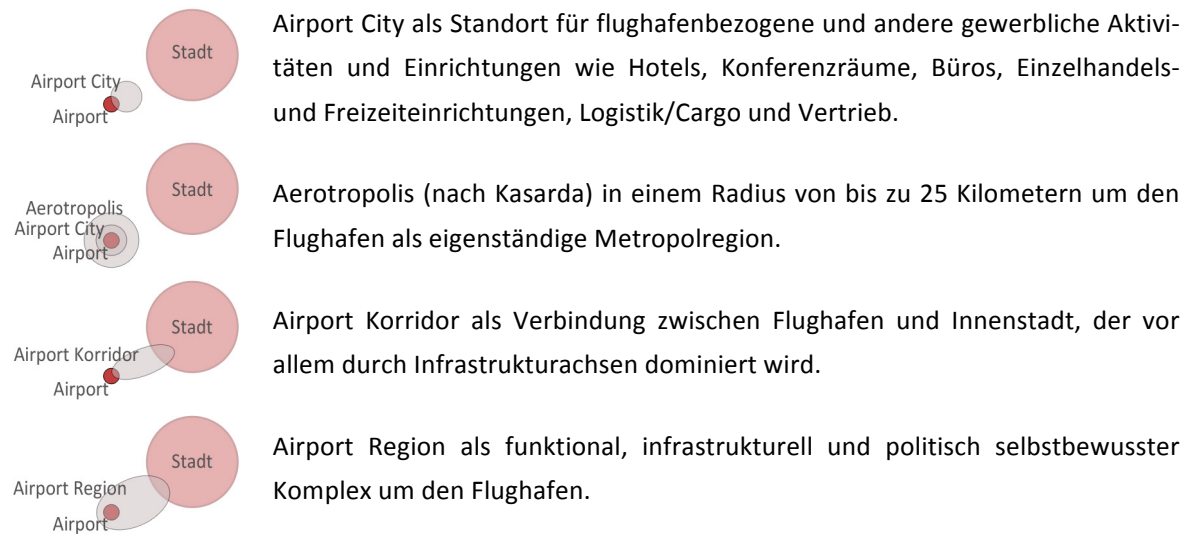 Stadt
Airport City
Airport
Airport City als Standort für flughafenbezogene und andere gewerbliche Aktivi-
täten und Einrichtungen wie Hotels, Konferenzräume, Büros, Einzelhandels-
und Freizeiteinrichtungen, Logistik/Cargo und Vertrieb.
Stadt
Aerotropolis
Airport City
Airport
Aerotropolis (nach Kasarda) in einem Radius von bis zu 25 Kilometern um den
Flughafen als eigenständige Metropolregion.
Stadt
Airport Korridor
Airport
Airport Korridor als Verbindung zwischen Flughafen und Innenstadt, der vor
allem durch Infrastrukturachsen dominiert wird.
Stadt
Airport Region
Airport
Airport Region als funktional, infrastrukturell und politisch selbstbewusster
Komplex um den Flughafen.